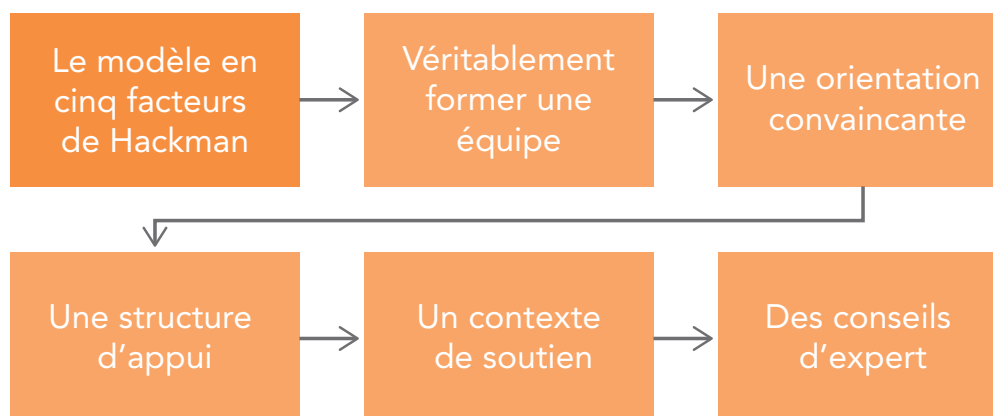 Le modèle en
cinq facteurs
de Hackman
Véritablement
former une
équipe
Une orientation
convaincante
Une structure
d’appui
Un contexte
de soutien
Des conseils
d’expert